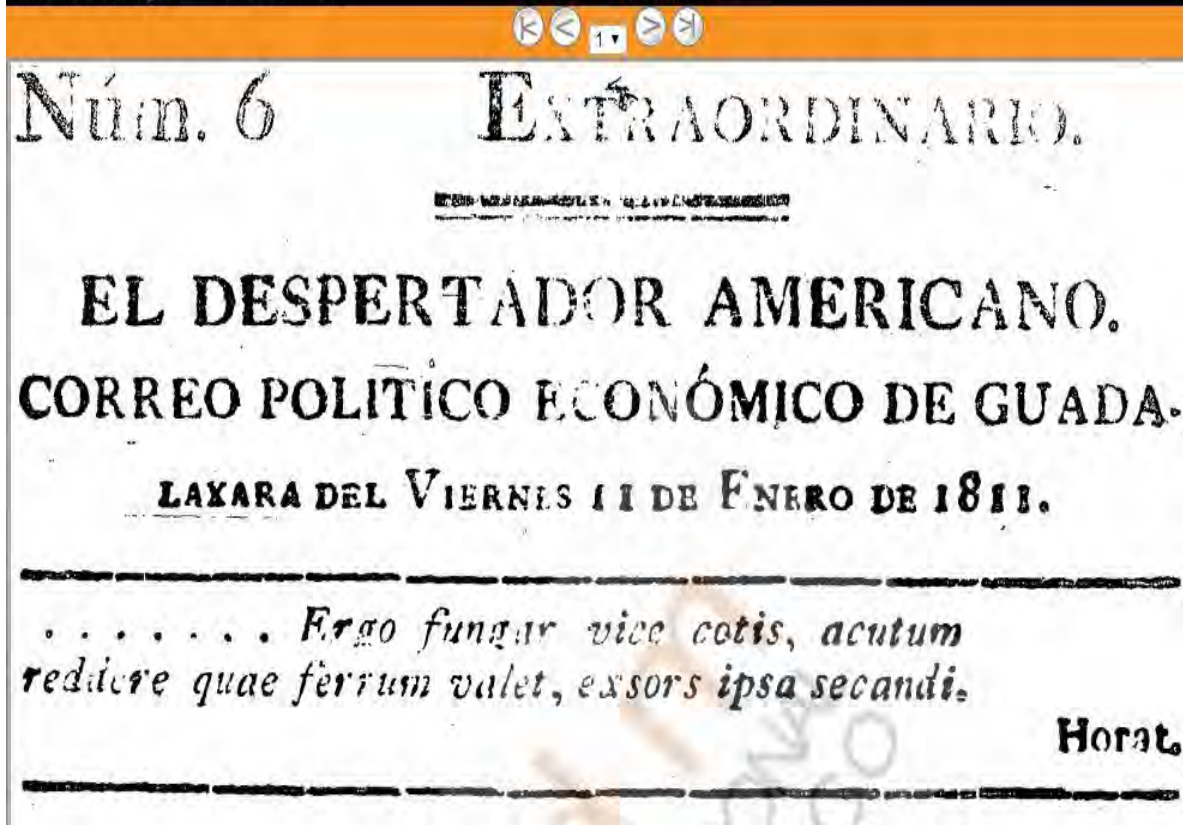 1
Núm. 6 EXTRAORDINARIO.
EL DESPERTADOR AMERICANO.
CORREO POLITICO ECONÓMICO DE GUADA-
LAXARA DEL VIERNES 11 DE ENERO DE 1811.
. . . . . . . Ergo fungar vice cotis, acutum
reddere quae ferrum valet, exsors ipsa secandi.
Horat.